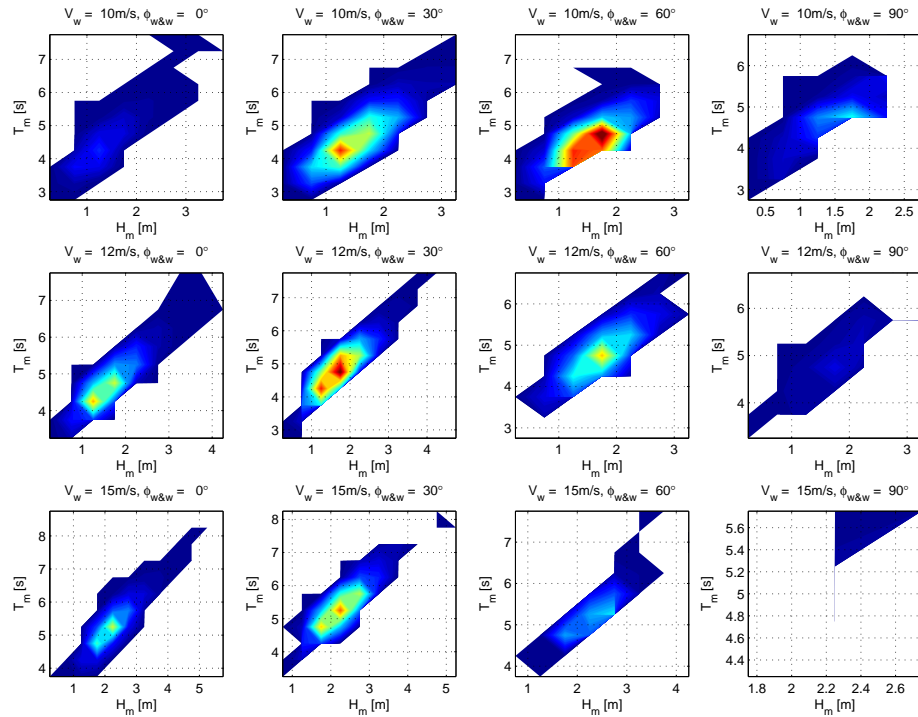 V_w = 10m/s, ϕ_w&w = 0° V_w = 10m/s, ϕ_w&w = 30° V_w = 10m/s, ϕ_w&w = 60° V_w = 10m/s, ϕ_w&w = 90°
7 7 7 7
6 6 6 6
T_m [s] T_m [s] T_m [s] T_m [s]
5 5 5 5
4 4 4 4
3 3 3 3
1 2 3 1 2 3 1 2 3 0.5 1 1.5 2 2.5
H_m [m] H_m [m] H_m [m] H_m [m]
V_w = 12m/s, ϕ_w&w = 0° V_w = 12m/s, ϕ_w&w = 30° V_w = 12m/s, ϕ_w&w = 60° V_w = 12m/s, ϕ_w&w = 90°
7 7 6 6
6 6 5 5
T_m [s] T_m [s] T_m [s] T_m [s]
5 5 4 4
4 4 3
3
1 2 3 4 1 2 3 4 5 1 2 3 1 2 3
H_m [m] H_m [m] H_m [m] H_m [m]
V_w = 15m/s, ϕ_w&w = 0° V_w = 15m/s, ϕ_w&w = 30° V_w = 15m/s, ϕ_w&w = 60° V_w = 15m/s, ϕ_w&w = 90°
8 8 7 5.6
7 7 6 5.4
6 6 5 5.2
T_m [s] T_m [s] T_m [s] T_m [s]
5 5 4 5
4 4 4.8
4.6
4.4
1 2 3 4 5 1 2 3 4 5 1 2 3 4 1.8 2 2.2 2.4 2.6
H_m [m] H_m [m] H_m [m] H_m [m]